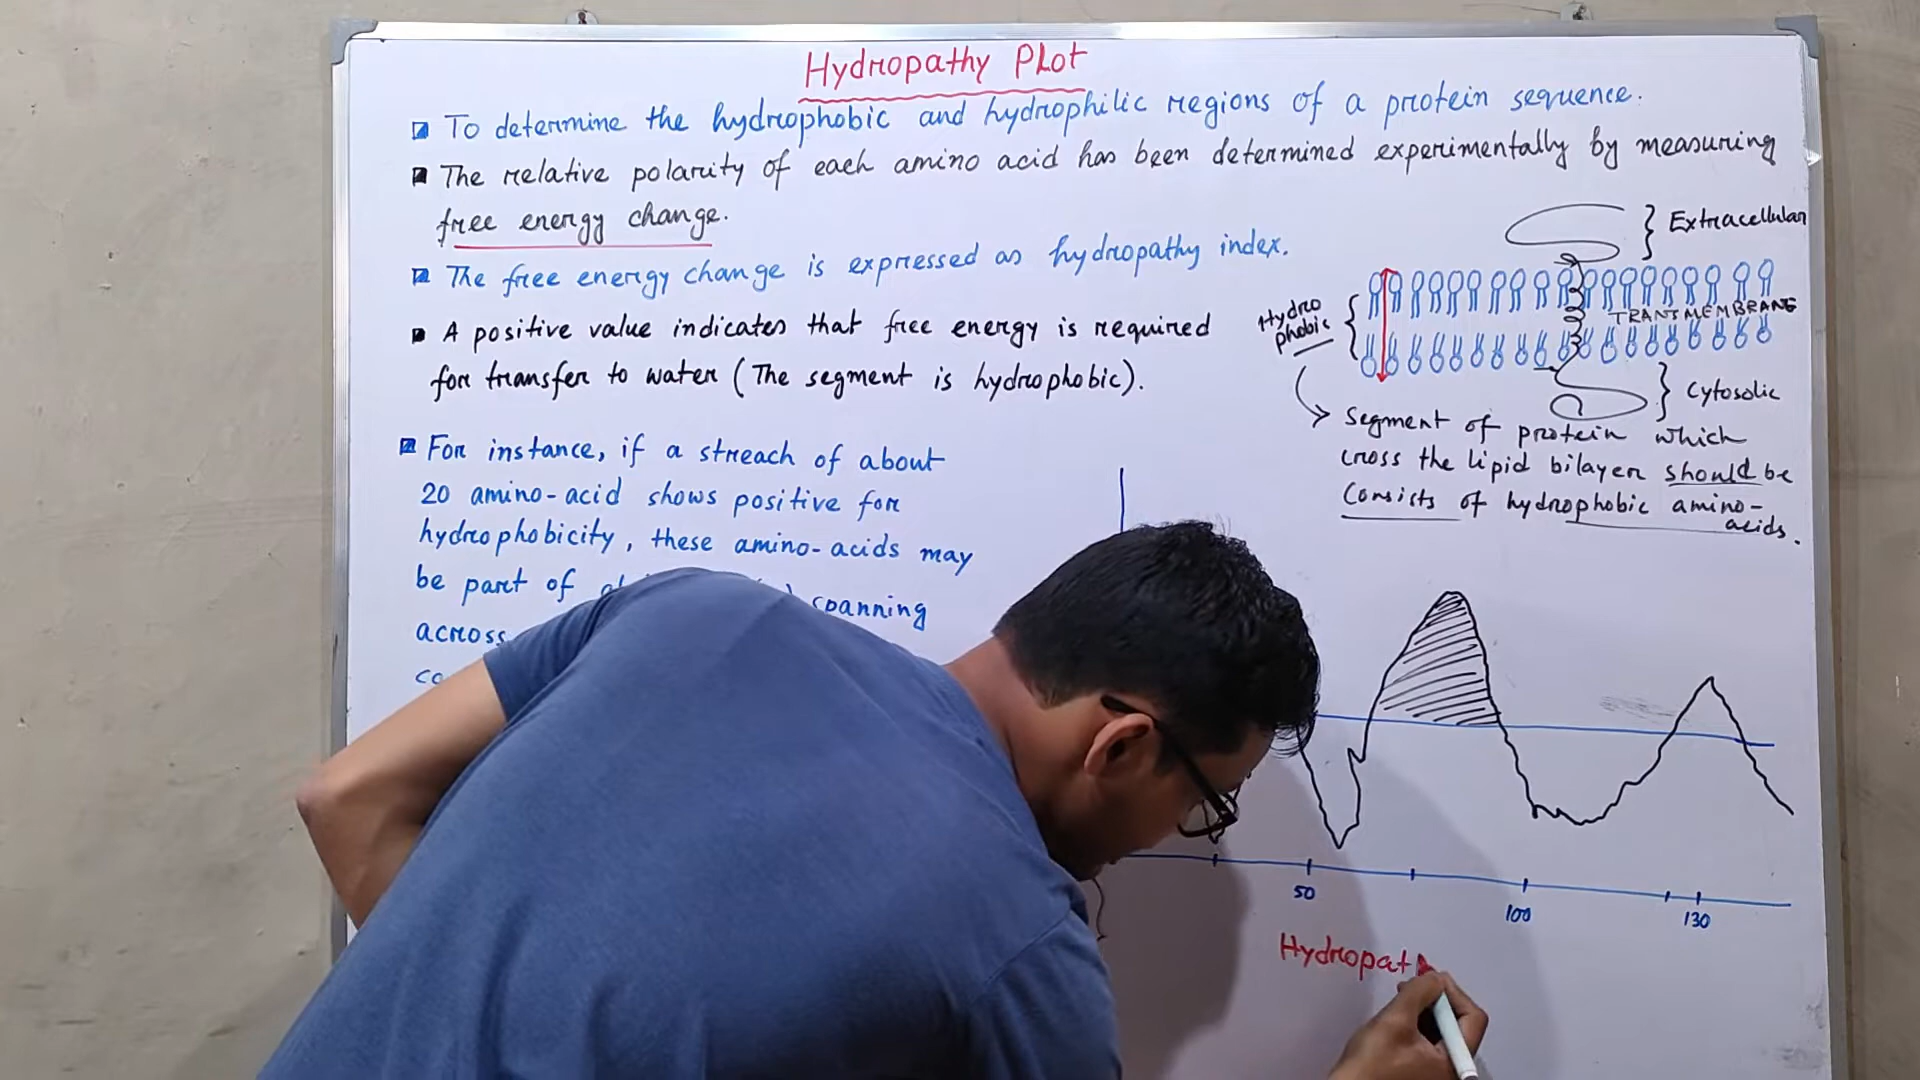 Hydropathy Plot
To determine the hydrophobic and hydrophilic regions of a protein sequence.
The relative polarity of each amino acid has been determined experimentally by measuring
free energy change.
The free energy change is expressed as hydropathy index.
A positive value indicates that free energy is required
for transfer to water (The segment is hydrophobic).
For instance, if a streach of about
20 amino-acid shows positive for
hydrophobicity, these amino-acids may
be part of
spanning
across
Extracellular
Hydro
phobic
TRANSMEMBRANE
Cytosolic
Segment of protein which
cross the lipid bilayer should be
Consists of hydrophobic amino-
acids.
50
100
130
Hydropat